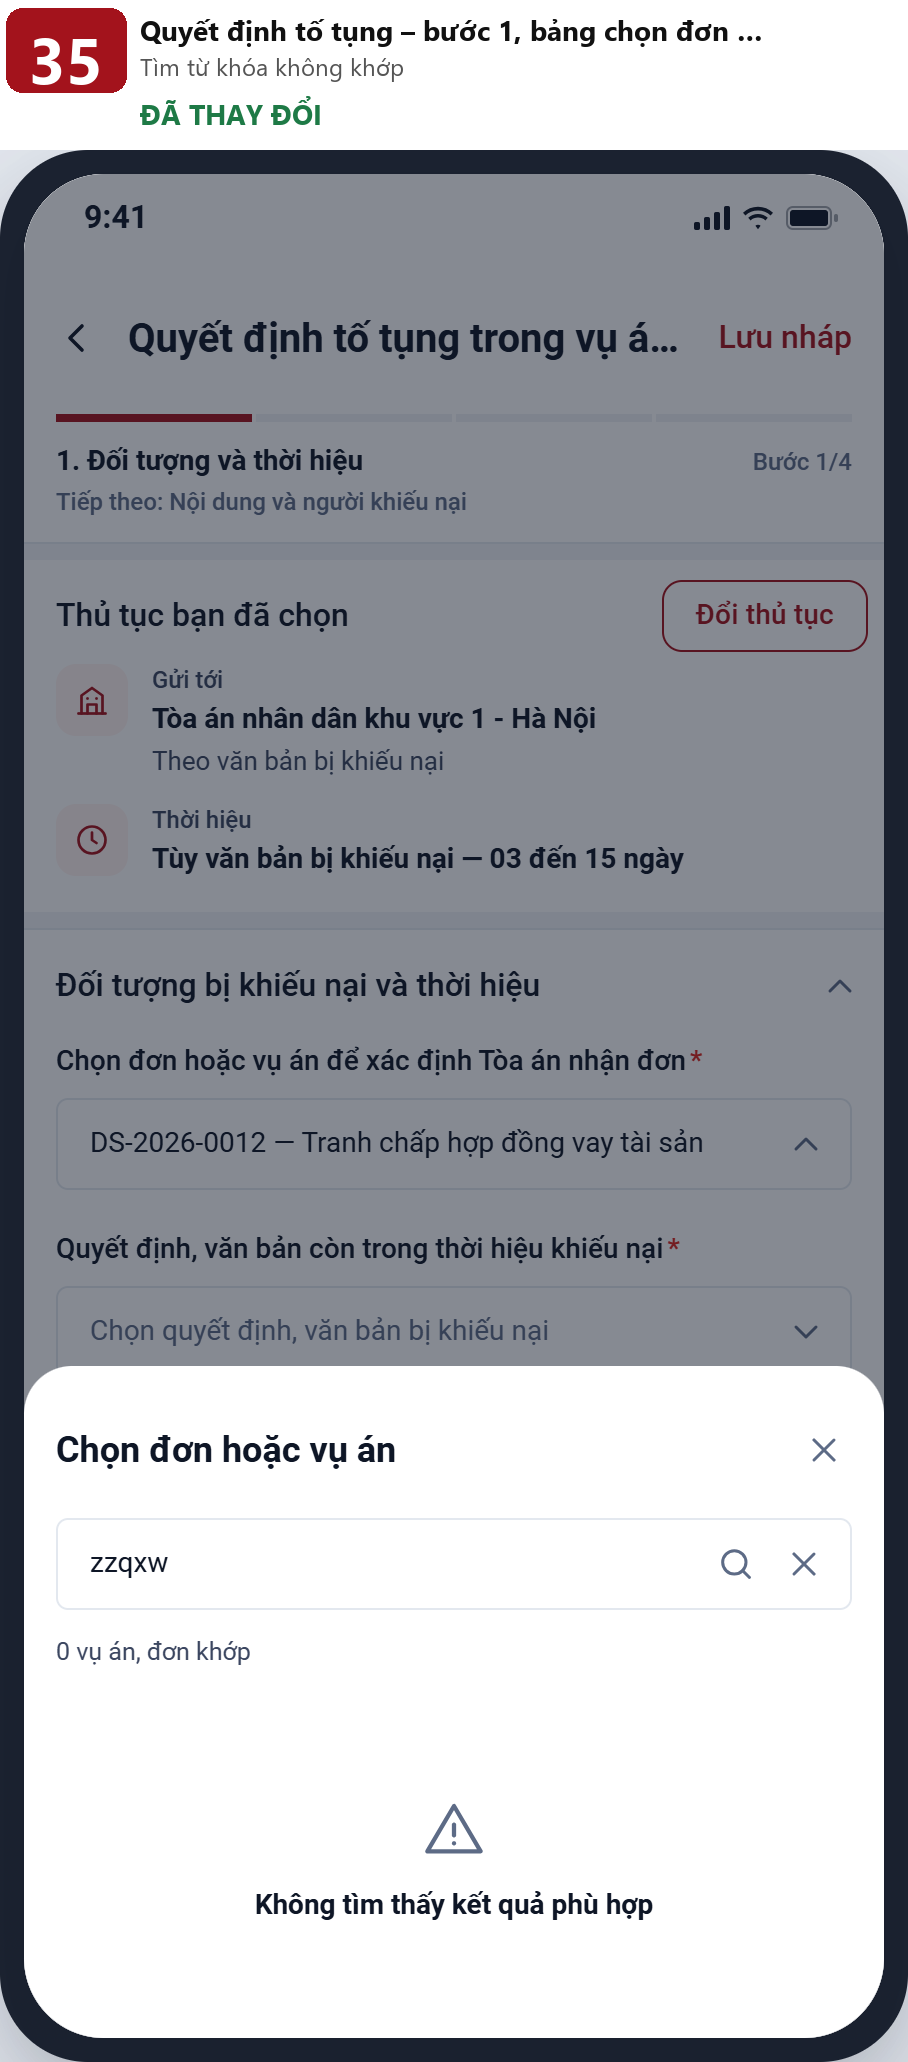 35
Quyết định tố tụng – bước 1, bảng chọn đơn ...
Tìm từ khóa không khớp
ĐÃ THAY ĐỔI
9:41
Quyết định tố tụng trong vụ á...
Lưu nháp
1. Đối tượng và thời hiệu
Bước 1/4
Tiếp theo: Nội dung và người khiếu nại
Thủ tục bạn đã chọn
Đổi thủ tục
Gửi tới
Tòa án nhân dân khu vực 1 - Hà Nội
Theo văn bản bị khiếu nại
Thời hiệu
Tùy văn bản bị khiếu nại — 03 đến 15 ngày
Đối tượng bị khiếu nại và thời hiệu
Chọn đơn hoặc vụ án để xác định Tòa án nhận đơn*
DS-2026-0012 — Tranh chấp hợp đồng vay tài sản
Quyết định, văn bản còn trong thời hiệu khiếu nại*
Chọn quyết định, văn bản bị khiếu nại
Chọn đơn hoặc vụ án
zzqxw
0 vụ án, đơn khớp
Không tìm thấy kết quả phù hợp